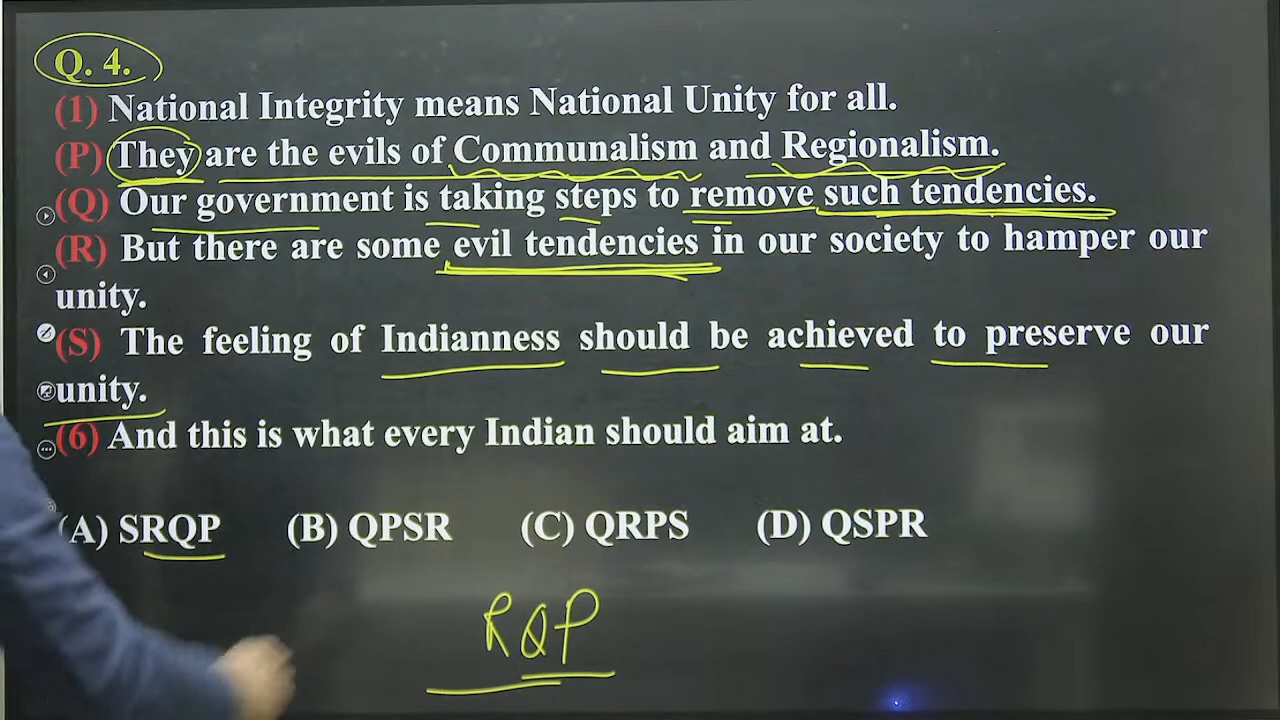 Q. 4.
(1) National Integrity means National Unity for all.
(P) They are the evils of Communalism and Regionalism.
(Q) Our government is taking steps to remove such tendencies.
(R) But there are some evil tendencies in our society to hamper our
unity.
(S) The feeling of Indianness should be achieved to preserve our
unity.
(6) And this is what every Indian should aim at.
(A) SRQP (B) QPSR (C) QRPS (D) QSPR
RQP